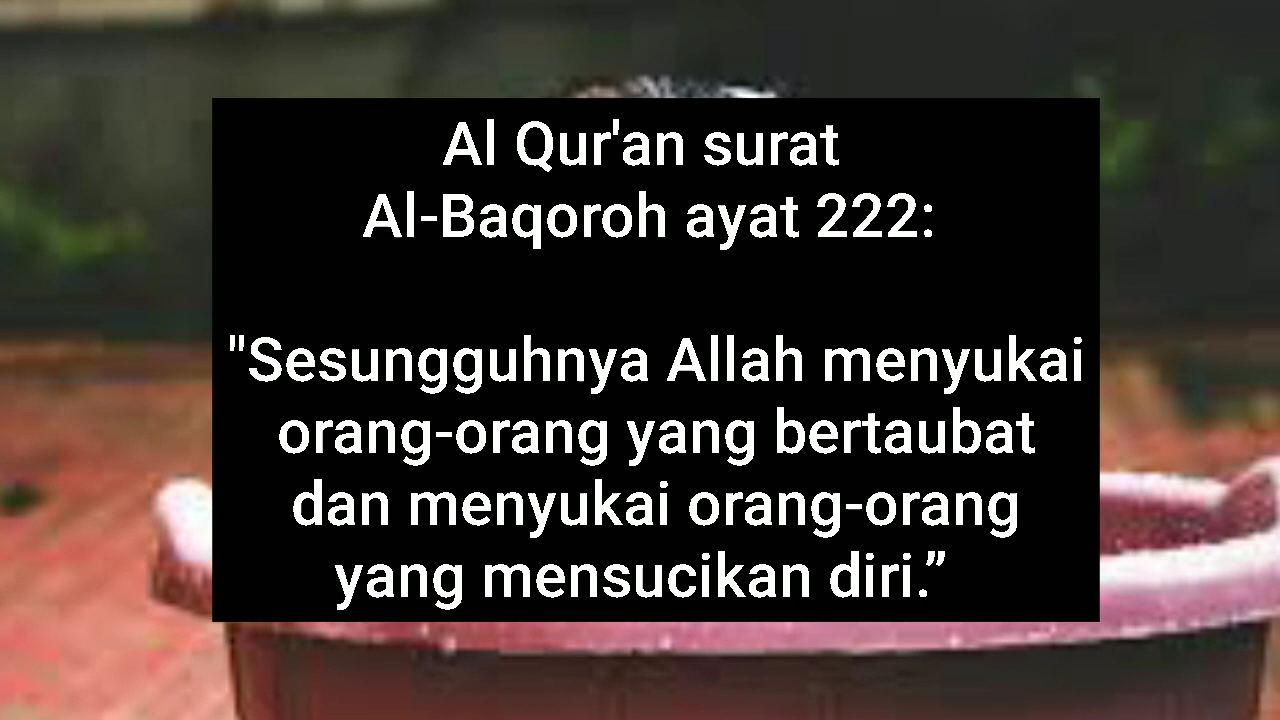 Al Qur'an surat
Al-Baqoroh ayat 222:
"Sesungguhnya Allah menyukai
orang-orang yang bertaubat
dan menyukai orang-orang
yang mensucikan diri.”